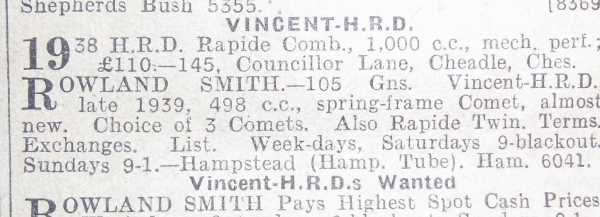 Shepherds Bush 5355. [8369
VINCENT-H.R.D.
1938 H.R.D. Rapide Comb., 1,000 c.c., mech. perf.;
£110.—145, Councillor Lane, Cheadle, Ches.
ROWLAND SMITH.—105 Gns. Vincent-H.R.D.
late 1939, 498 c.c., spring-frame Comet, almost
new. Choice of 3 Comets. Also Rapide Twin. Terms.
Exchanges. List. Week-days, Saturdays 9-blackout.
Sundays 9-1.—Hampstead (Hamp. Tube). Ham. 6041.
Vincent-H.R.D.s Wanted
ROWLAND SMITH Pays Highest Spot Cash Prices